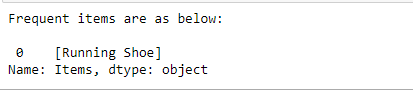 Frequent items are as below:
0    [Running Shoe]
Name: Items, dtype: object